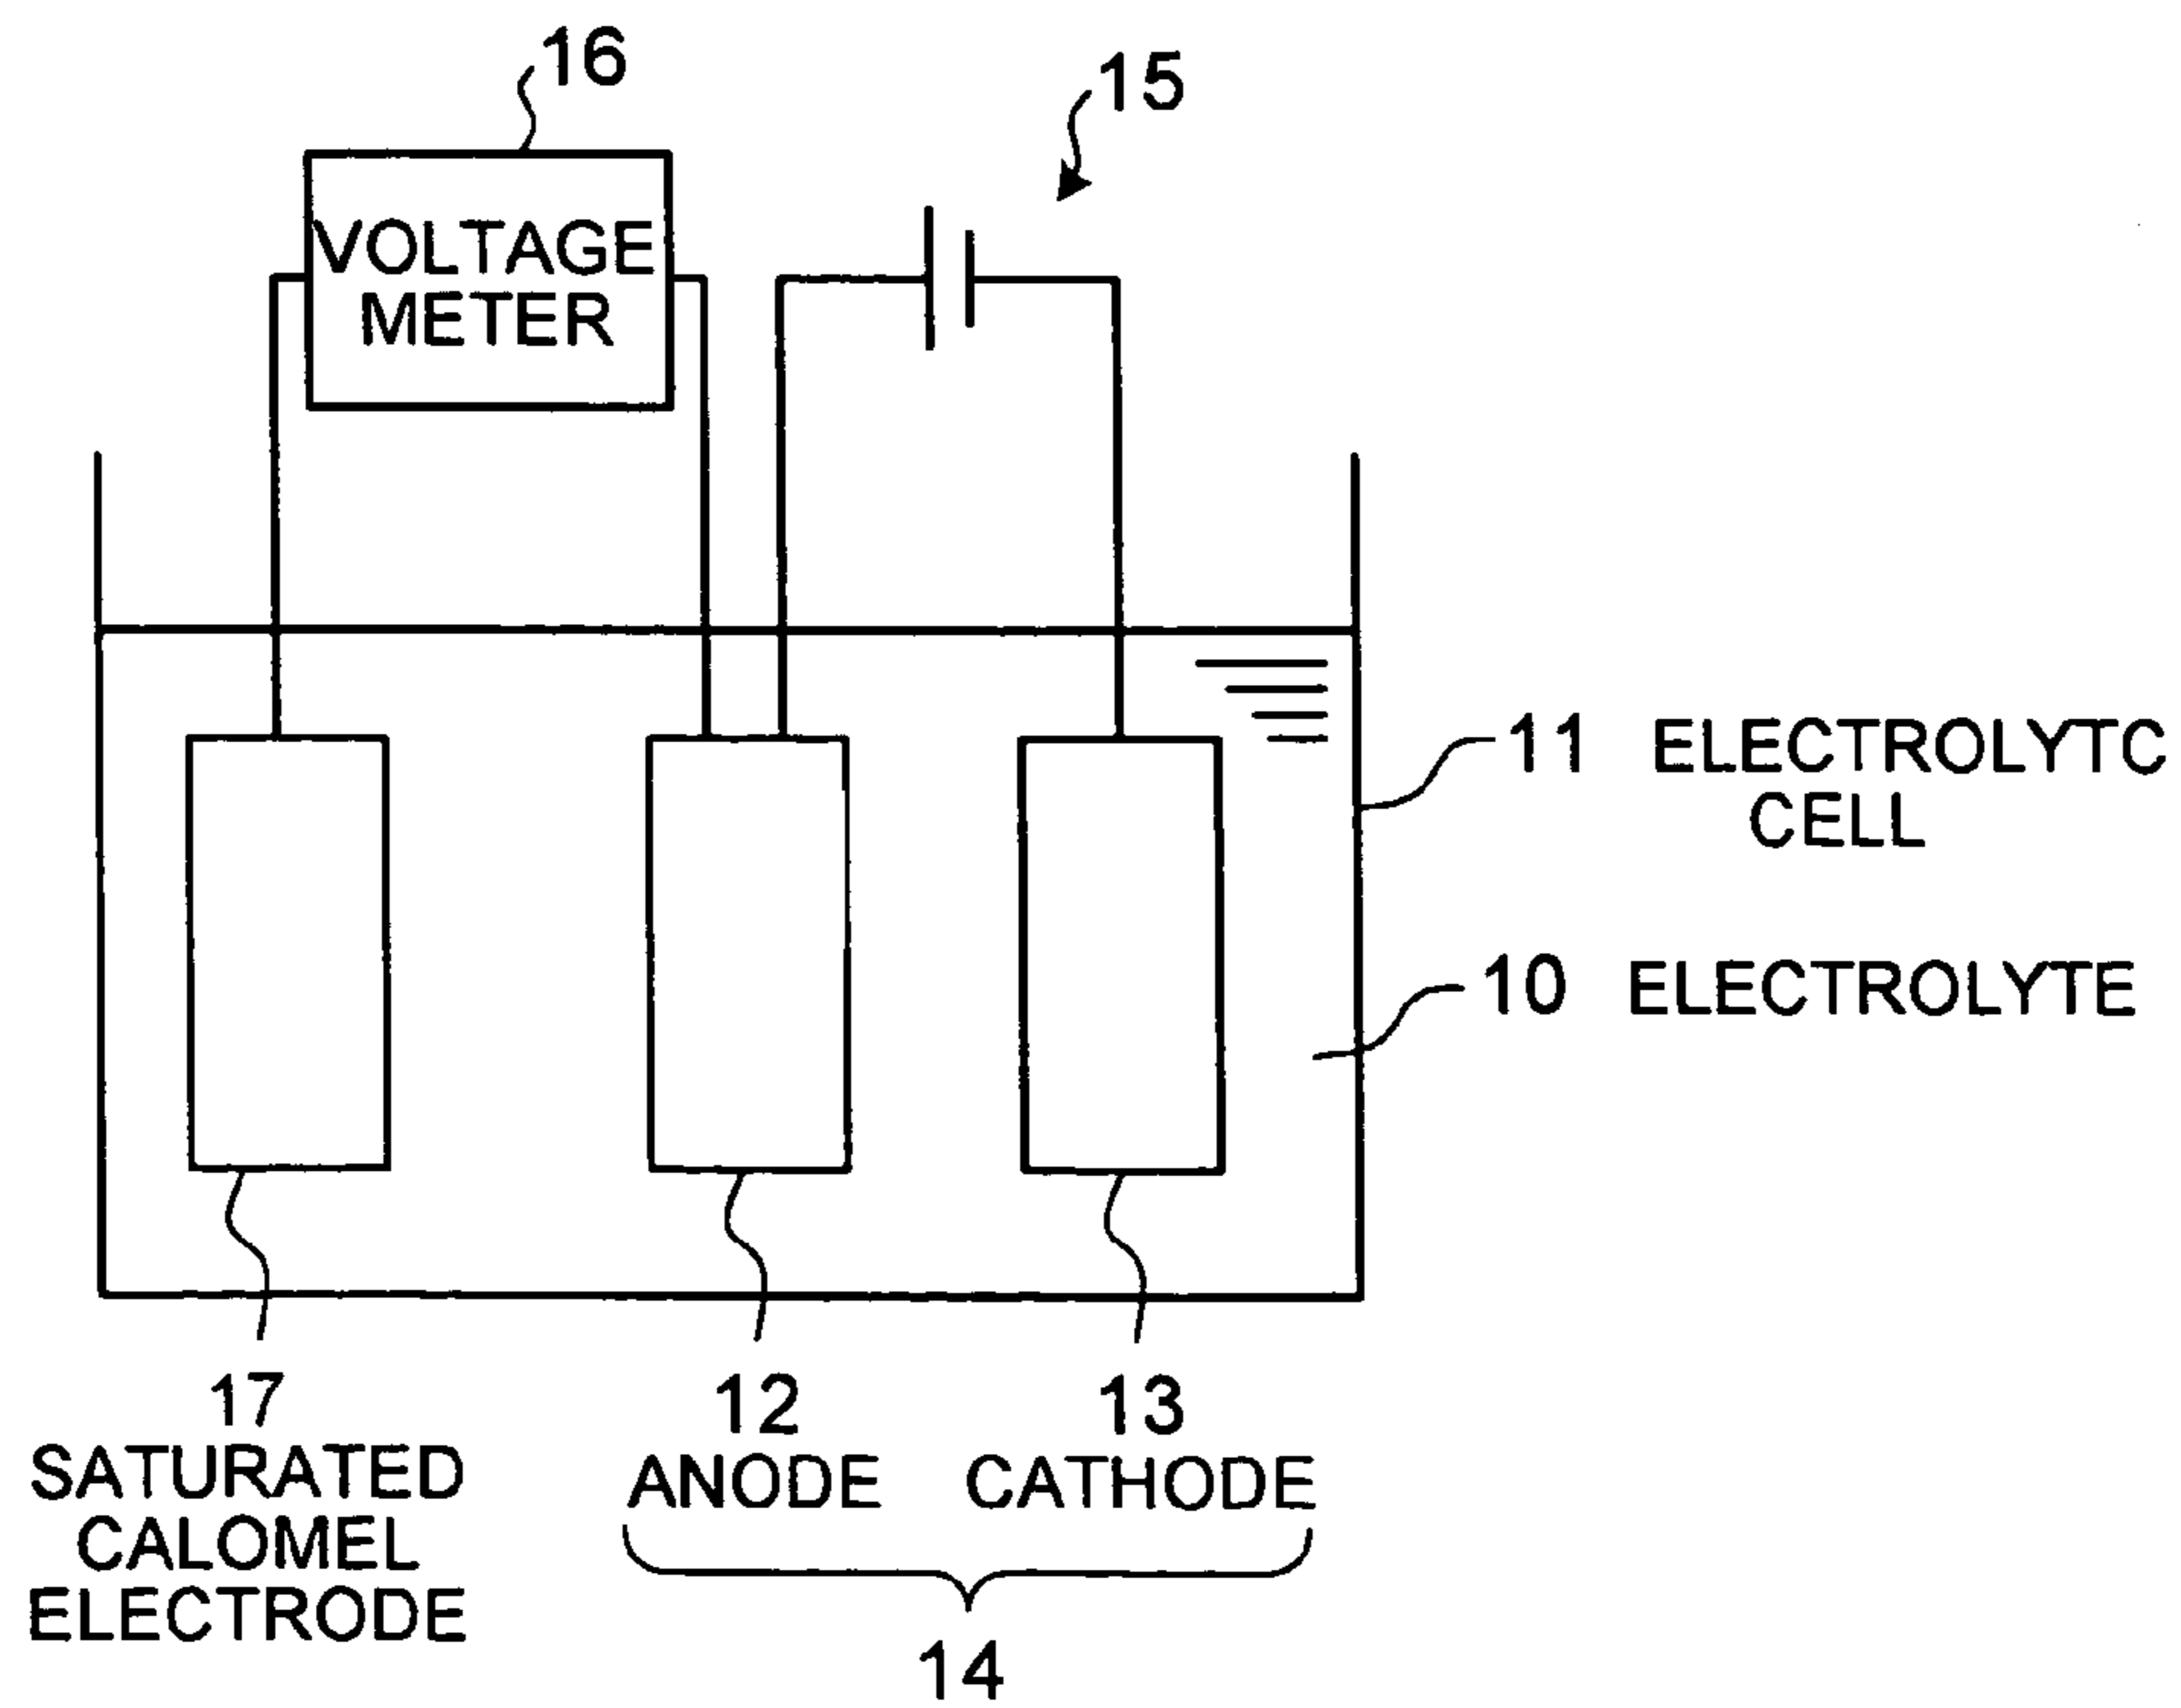 16
15
VOLTAGE
METER
11 ELECTROLYTC
CELL
10 ELECTROLYTE
17
SATURATED
CALOMEL
ELECTRODE
12
ANODE
13
CATHODE
14